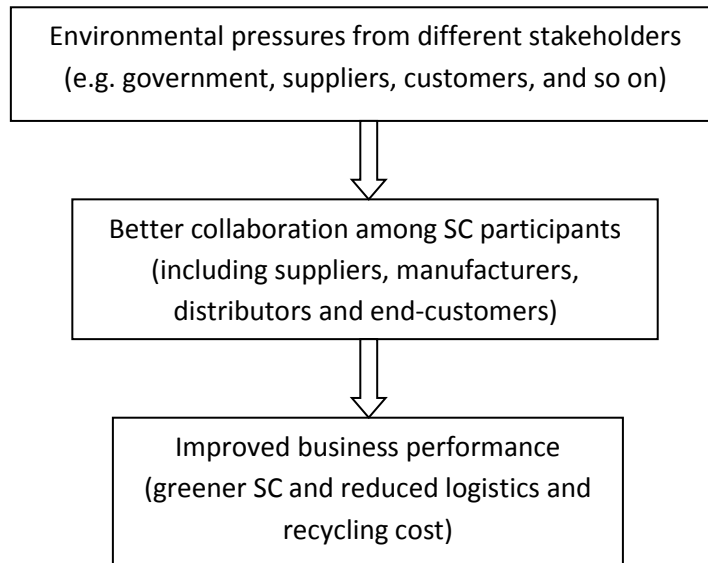 Environmental pressures from different stakeholders
(e.g. government, suppliers, customers, and so on)
Better collaboration among SC participants
(including suppliers, manufacturers,
distributors and end-customers)
Improved business performance
(greener SC and reduced logistics and
recycling cost)